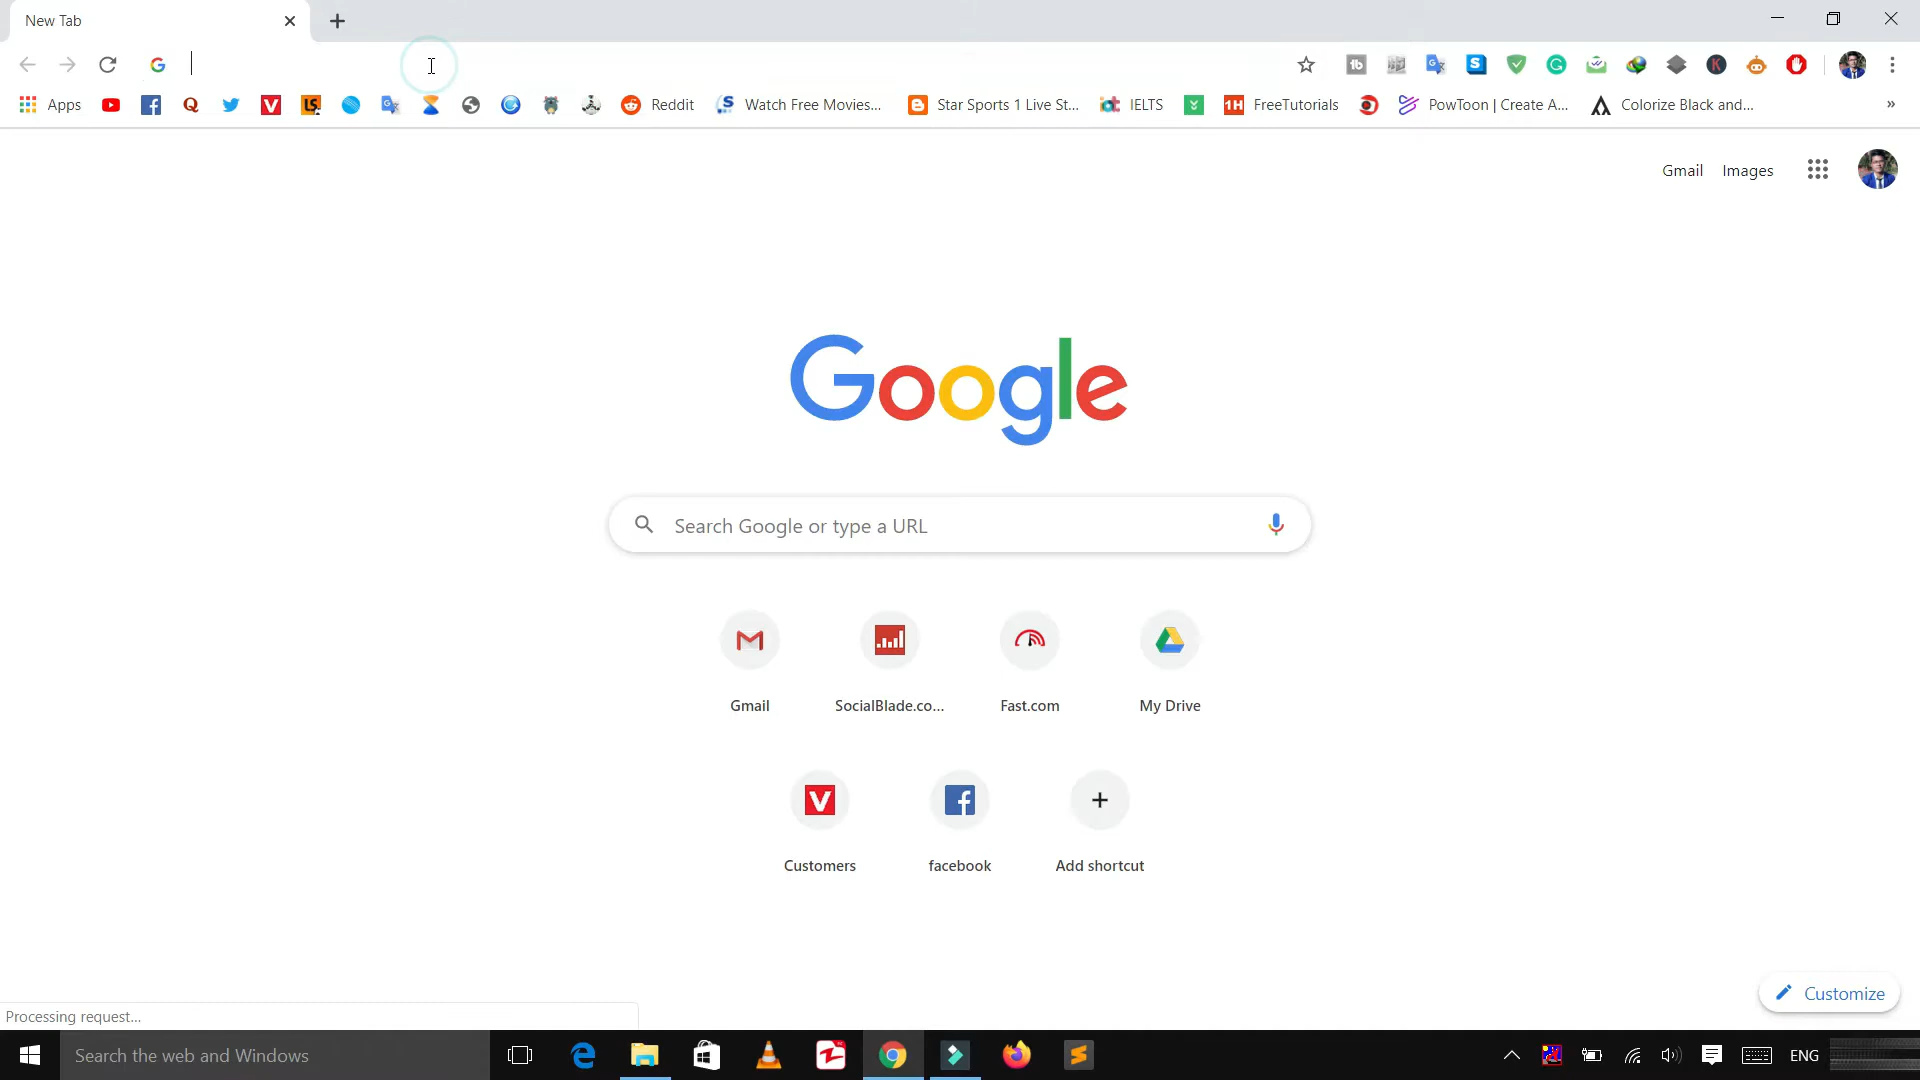 New Tab
Apps
Reddit
Watch Free Movies...
Star Sports 1 Live St...
IELTS
1H FreeTutorials
PowToon | Create A...
Colorize Black and...
»
Gmail Images
Google
Search Google or type a URL
Gmail
SocialBlade.co...
Fast.com
My Drive
Customers
facebook
Add shortcut
Customize
Processing request...
Search the web and Windows
ENG